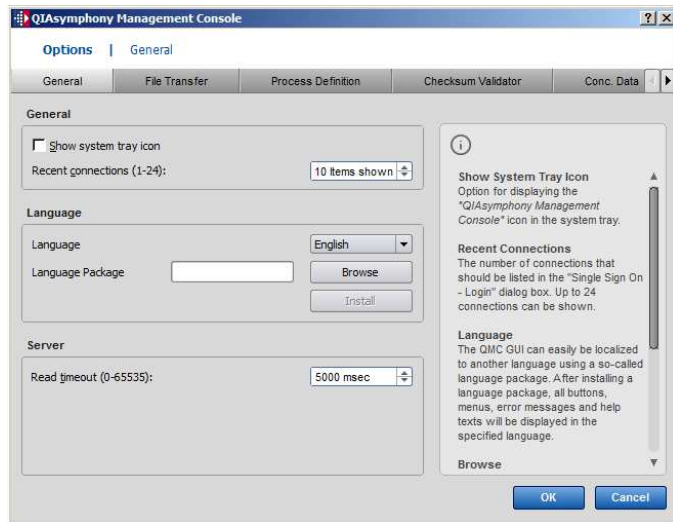 QIAsymphony Management Console
Options | General
General
File Transfer
Process Definition
Checksum Validator
Conc. Data
General
Show system tray icon
Recent connections (1-24):
10 Items shown
Language
Language
English
Language Package
Browse
Install
Server
Read timeout (0-65535):
5000 msec
Show System Tray Icon
Option for displaying the
"QIAsymphony Management
Console" icon in the system tray.
Recent Connections
The number of connections that
should be listed in the "Single Sign On
- Login" dialog box. Up to 24
connections can be shown.
Language
The QMC GUI can easily be localized
to another language using a so-called
language package. After installing a
language package, all buttons,
menus, error messages and help
texts will be displayed in the
specified language.
Browse
OK
Cancel